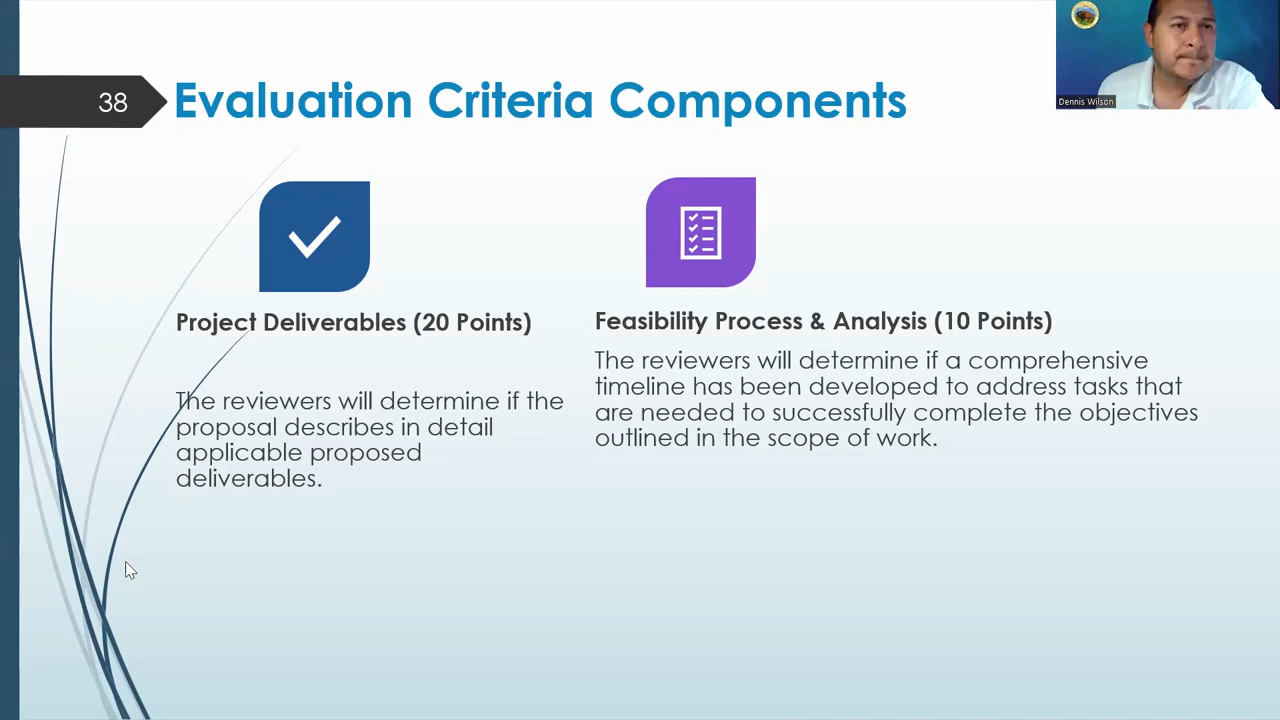 38
Evaluation Criteria Components
Dennis Wilson
Project Deliverables (20 Points)
The reviewers will determine if the
proposal describes in detail
applicable proposed
deliverables.
Feasibility Process & Analysis (10 Points)
The reviewers will determine if a comprehensive
timeline has been developed to address tasks that
are needed to successfully complete the objectives
outlined in the scope of work.